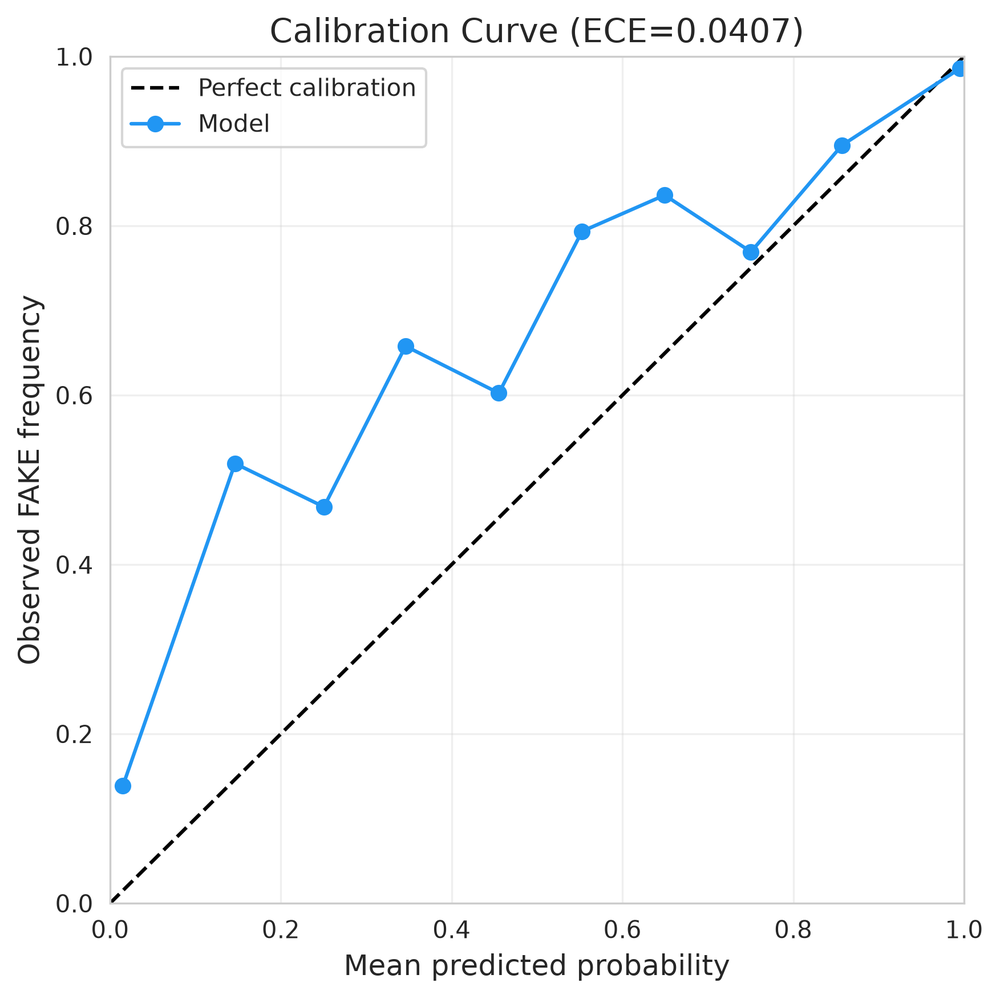 Calibration Curve (ECE=0.0407)
Perfect calibration
Model
Observed FAKE frequency
1.0
0.8
0.6
0.4
0.2
0.0
0.0 0.2 0.4 0.6 0.8 1.0
Mean predicted probability